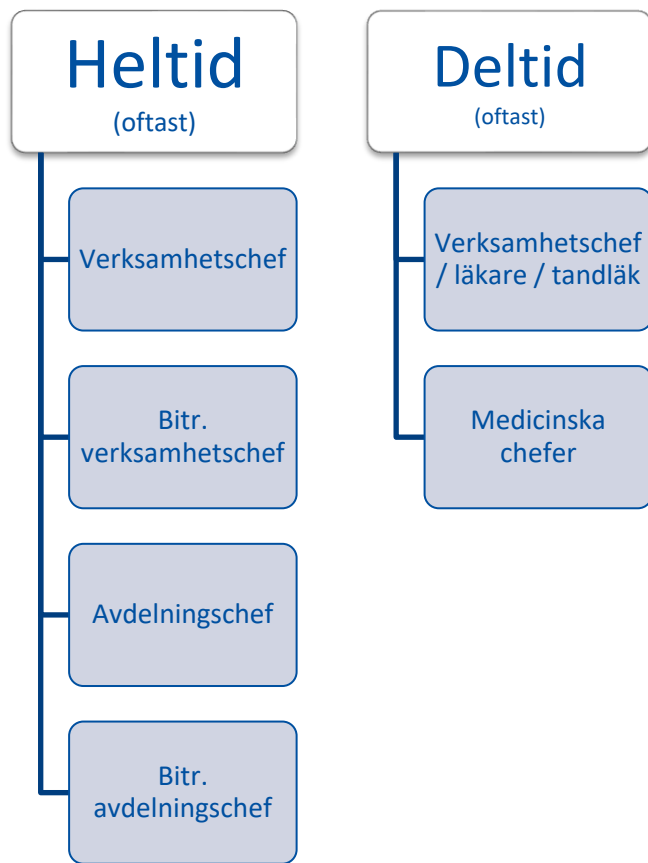 Heltid
(oftast)
Verksamhetschef
Bitr.
verksamhetschef
Avdelningschef
Bitr.
avdelningschef
Deltid
(oftast)
Verksamhetschef
/ läkare / tandläk
Medicinska
chefer